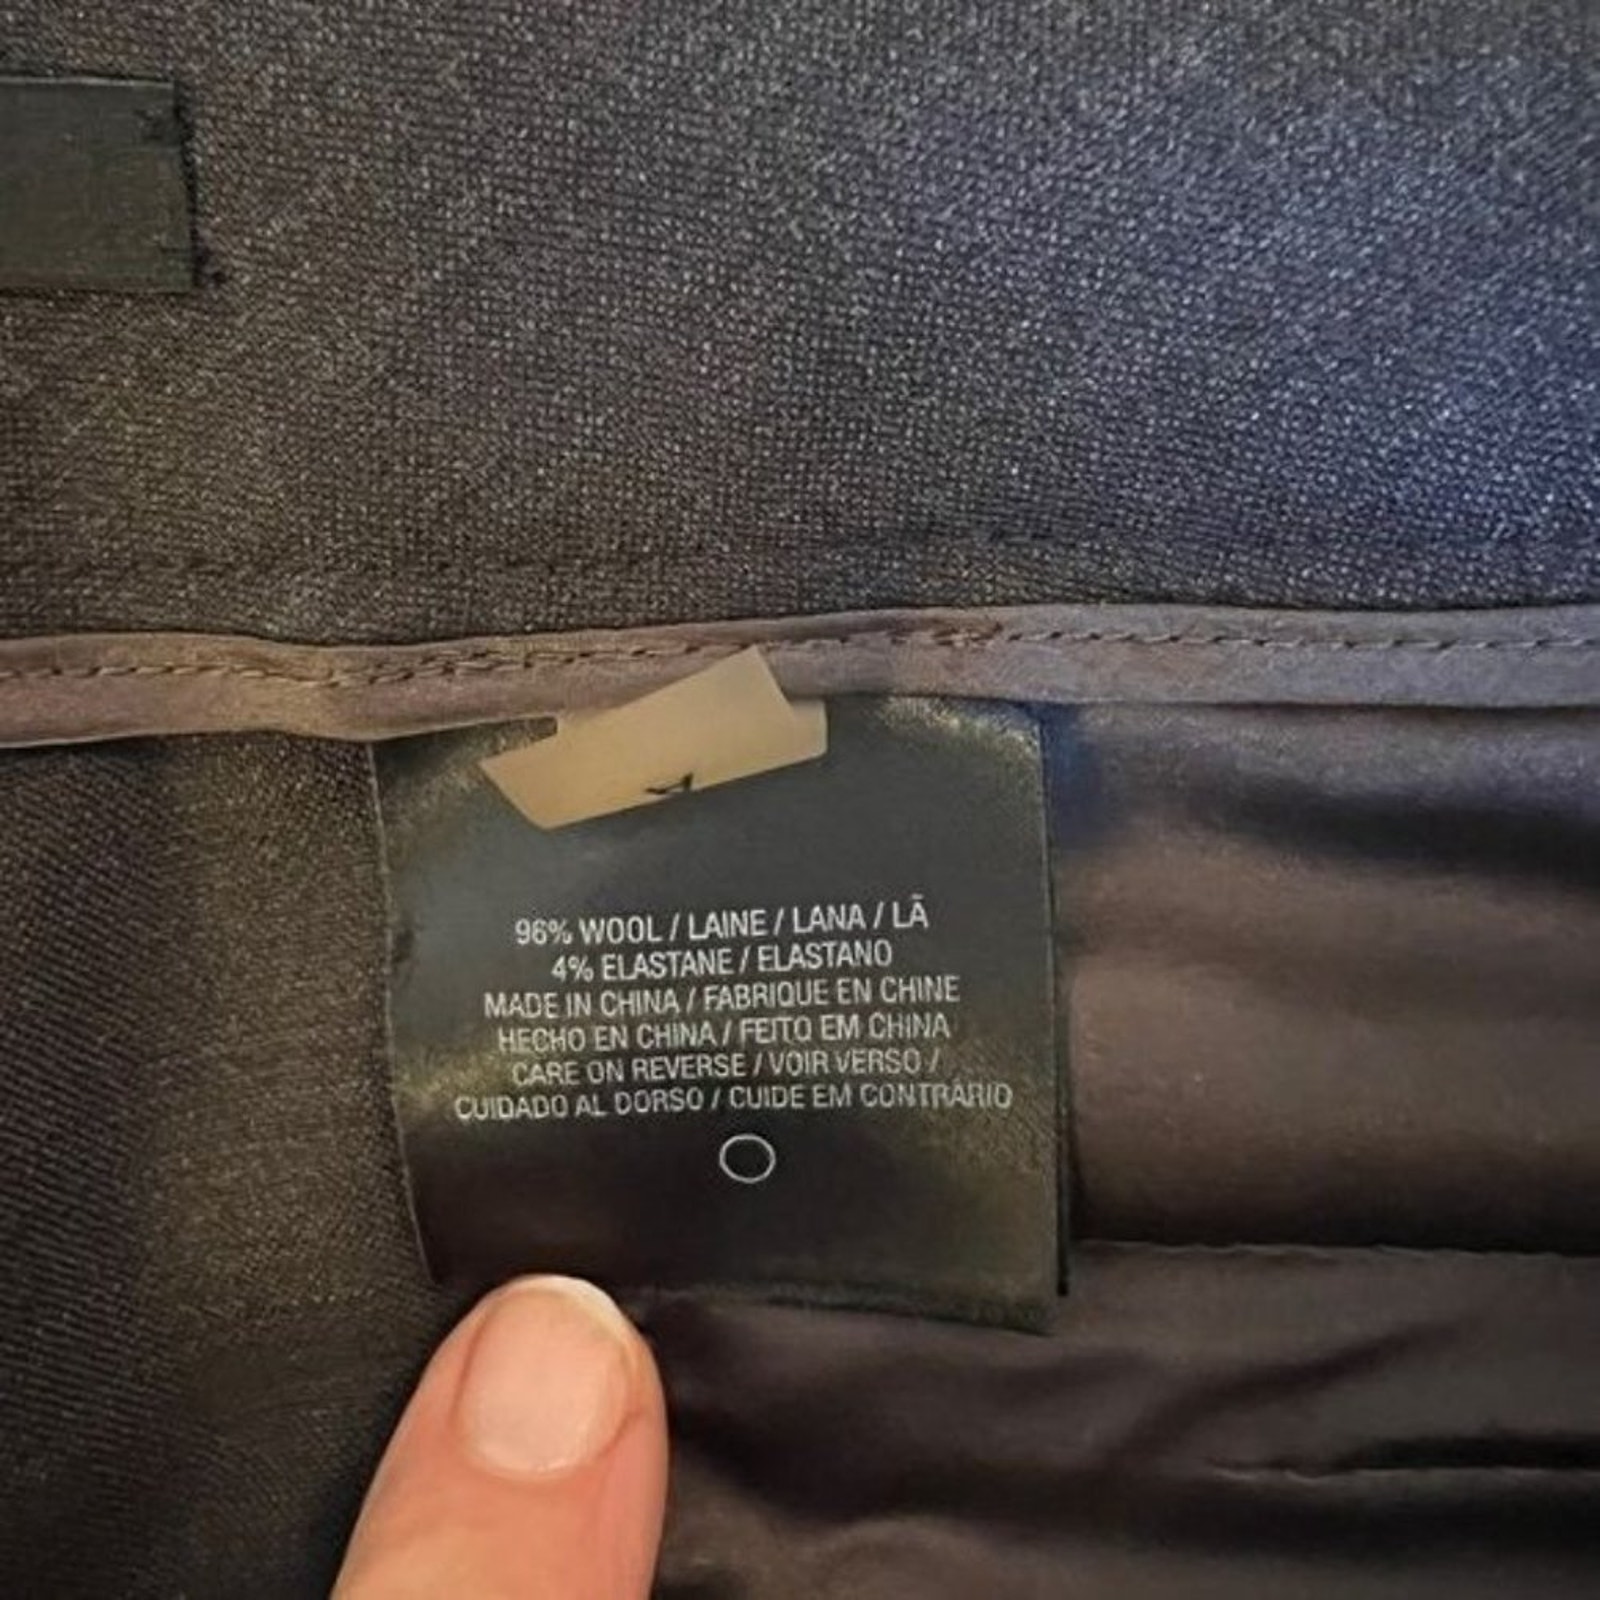 96% WOOL / LAINE / LANA / LÃ
4% ELASTANE / ELASTANO
MADE IN CHINA / FABRIQUE EN CHINE
HECHO EN CHINA / FEITO EM CHINA
CARE ON REVERSE / VOIR VERSO /
CUIDADO AL DORSO / CUIDE EM CONTRÁRIO